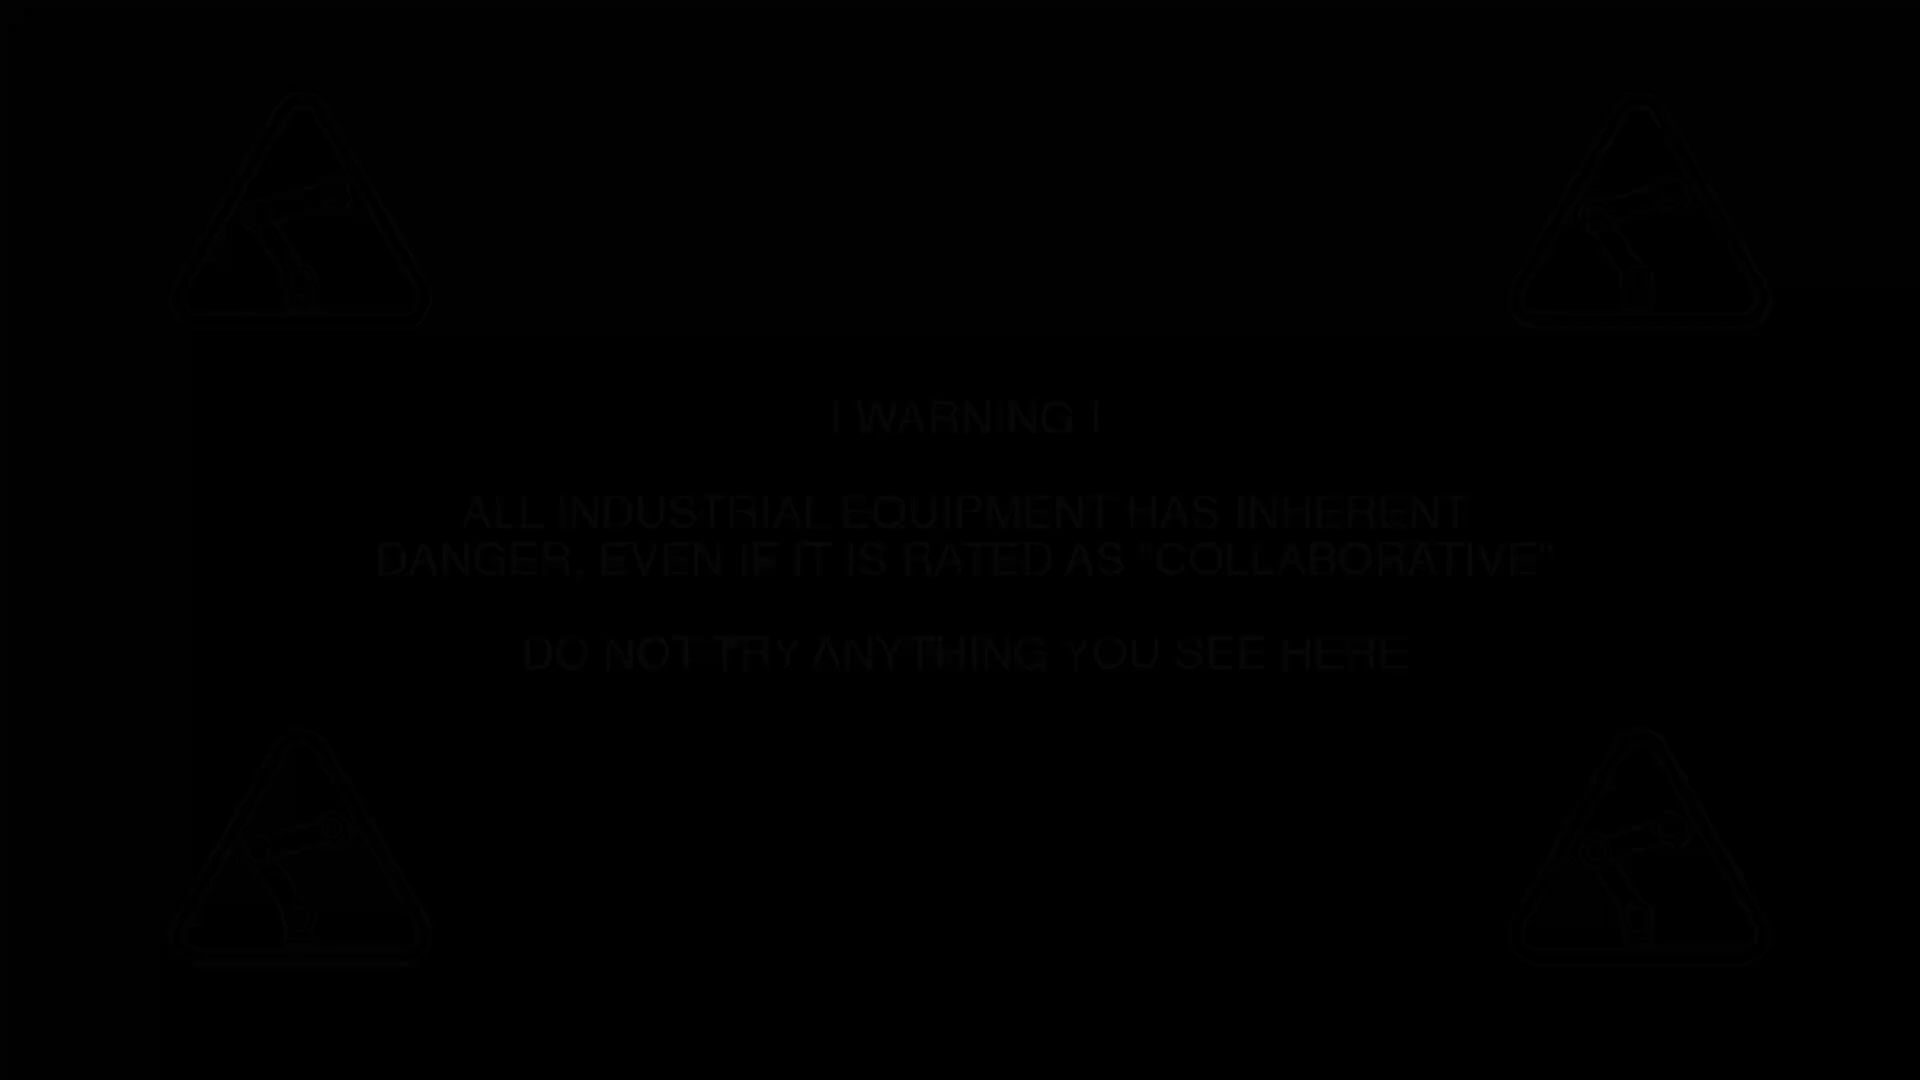 ! WARNING !
ALL INDUSTRIAL EQUIPMENT HAS INHERENT
DANGER, EVEN IF IT IS RATED AS "COLLABORATIVE"
DO NOT TRY ANYTHING YOU SEE HERE